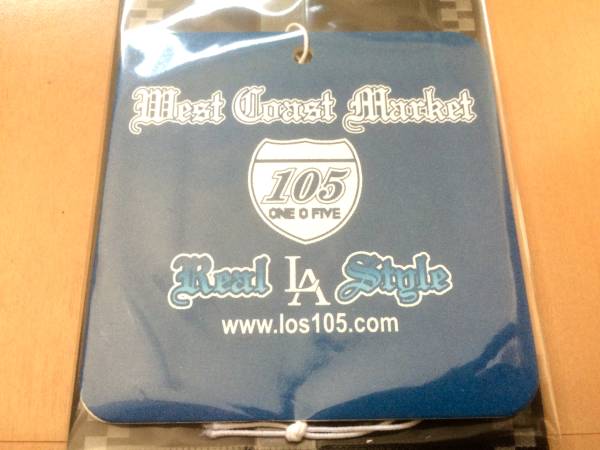 West Coast Market
105
ONE O FIVE
Real LA Style
www.los105.com